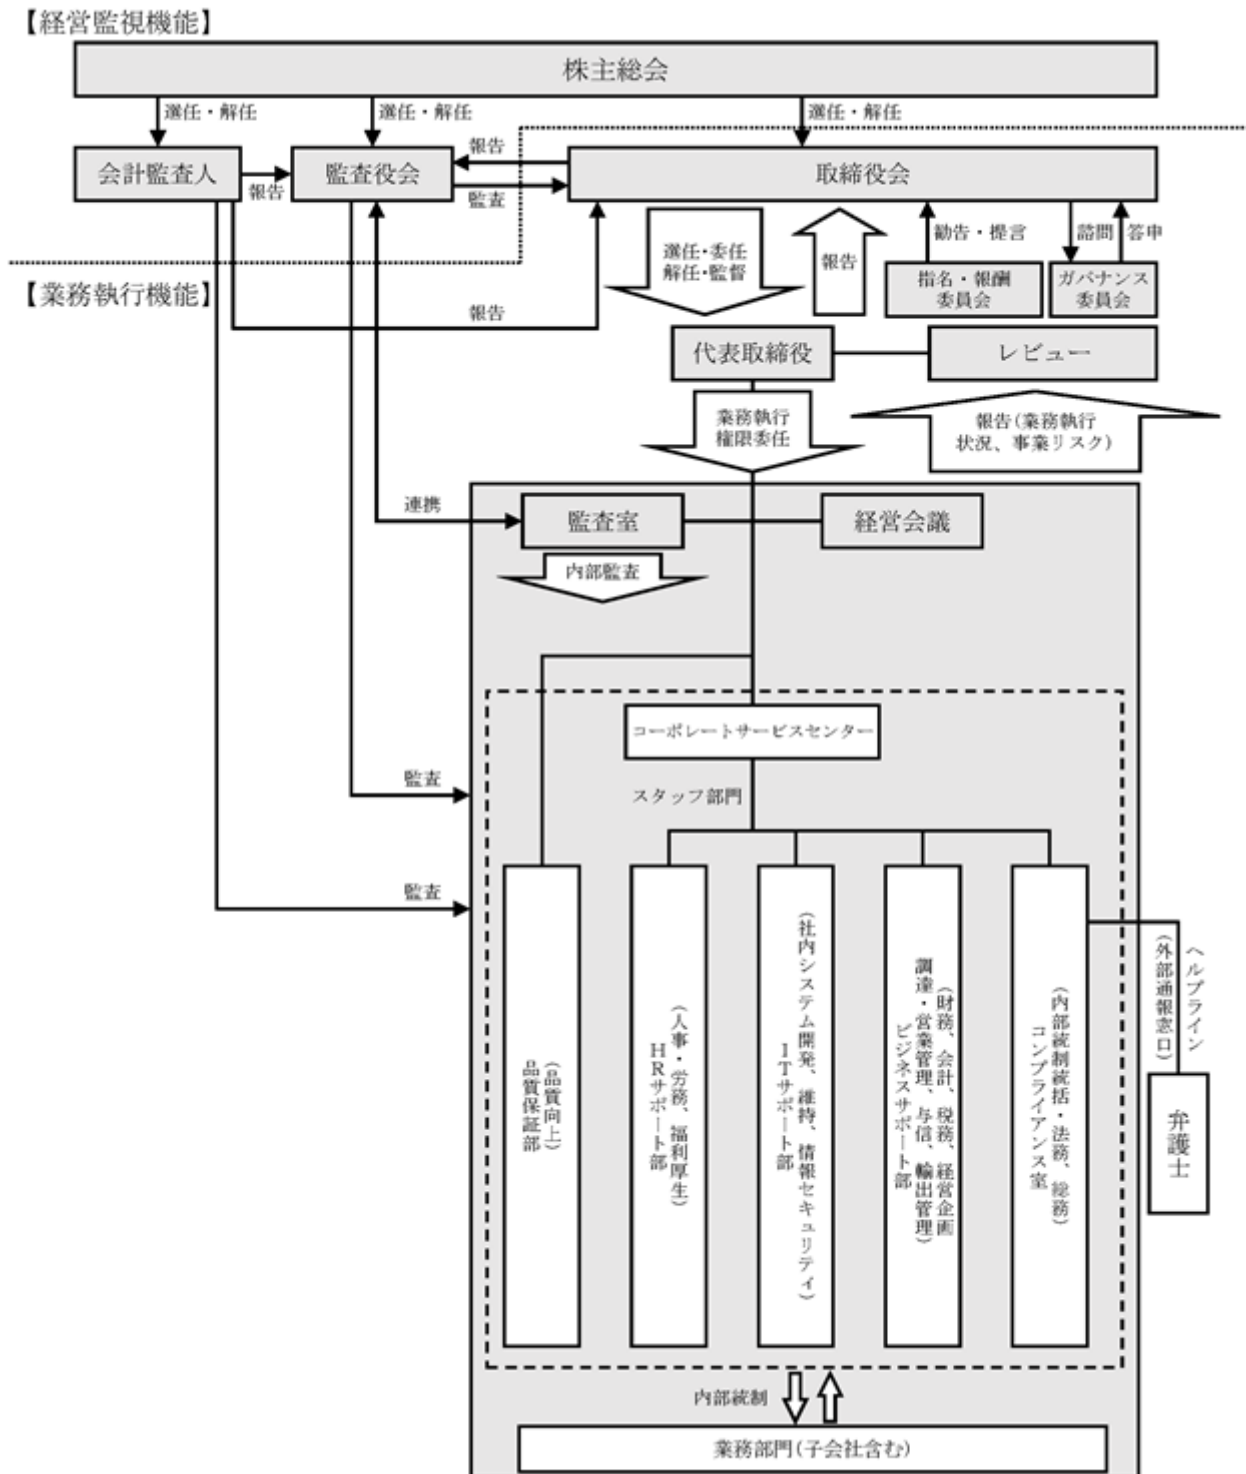 【経営監視機能】
株主総会
選任・解任
選任・解任
選任・解任
会計監査人
報告
監査役会
報告
監査
取締役会
【業務執行機能】
選任・委任
解任・監督
報告
勧告・提言
諮問
答申
指名・報酬
委員会
ガバナンス
委員会
報告
代表取締役
レビュー
業務執行
権限委任
報告(業務執行
状況、事業リスク)
連携
監査室
経営会議
内部監査
コーポレートサービスセンター
監査
スタッフ部門
監査
(品質向上)
品質保証部
(人事・労務、福利厚生)
HRサポート部
(社内システム開発、維持、情報セキュリティ)
ITサポート部
(財務、会計、税務、経営企画
調達・営業管理、与信、輸出管理)
ビジネスサポート部
(内部統制統括・法務、総務)
コンプライアンス室
ヘルプライン
(外部通報窓口)
弁護士
内部統制
業務部門(子会社含む)